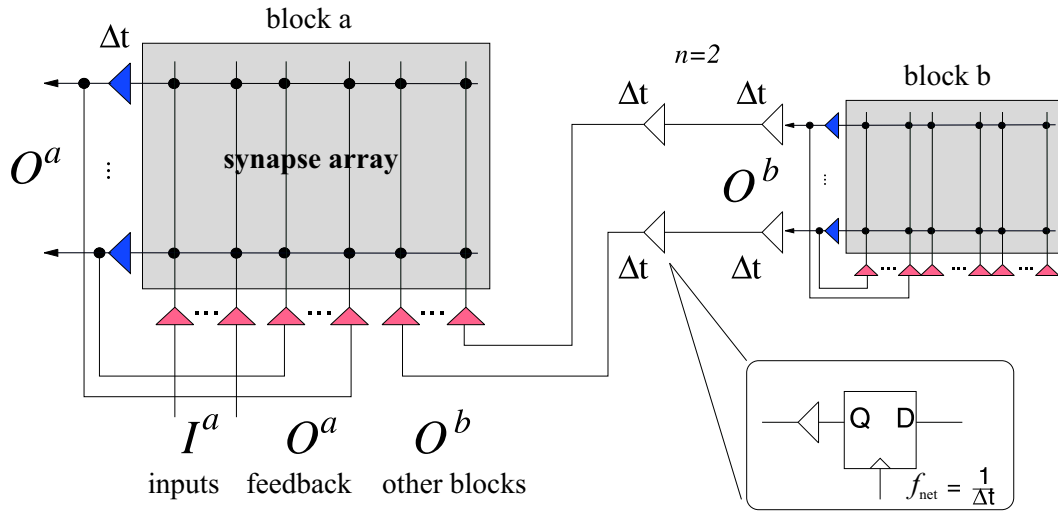 block a
Δt
n=2
block b
Δt Δt
O^a
⋮
synapse array
O^b
⋮
Δt Δt
... ... ...
... ... ...
I^a O^a O^b
inputs feedback other blocks
Q D
f_net = 1/Δt